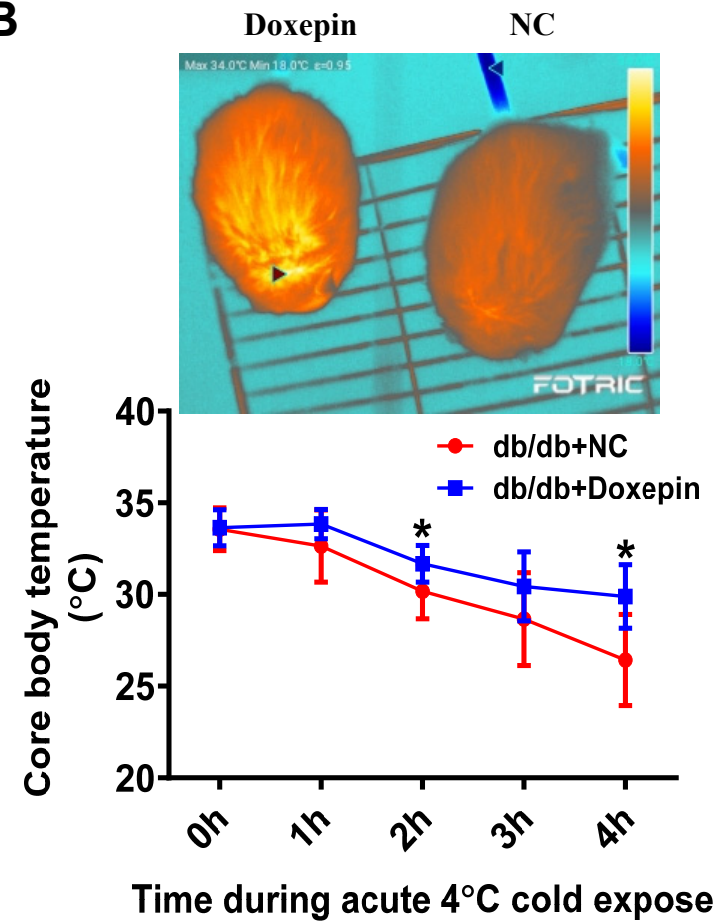 B
Doxepin NC
Max 34.0℃ Min 18.0℃ ε=0.95
FOTRIC
40
35
30
25
20
Core body temperature
(°C)
db/db+NC
db/db+Doxepin
*
*
0h 1h 2h 3h 4h
Time during acute 4°C cold expose